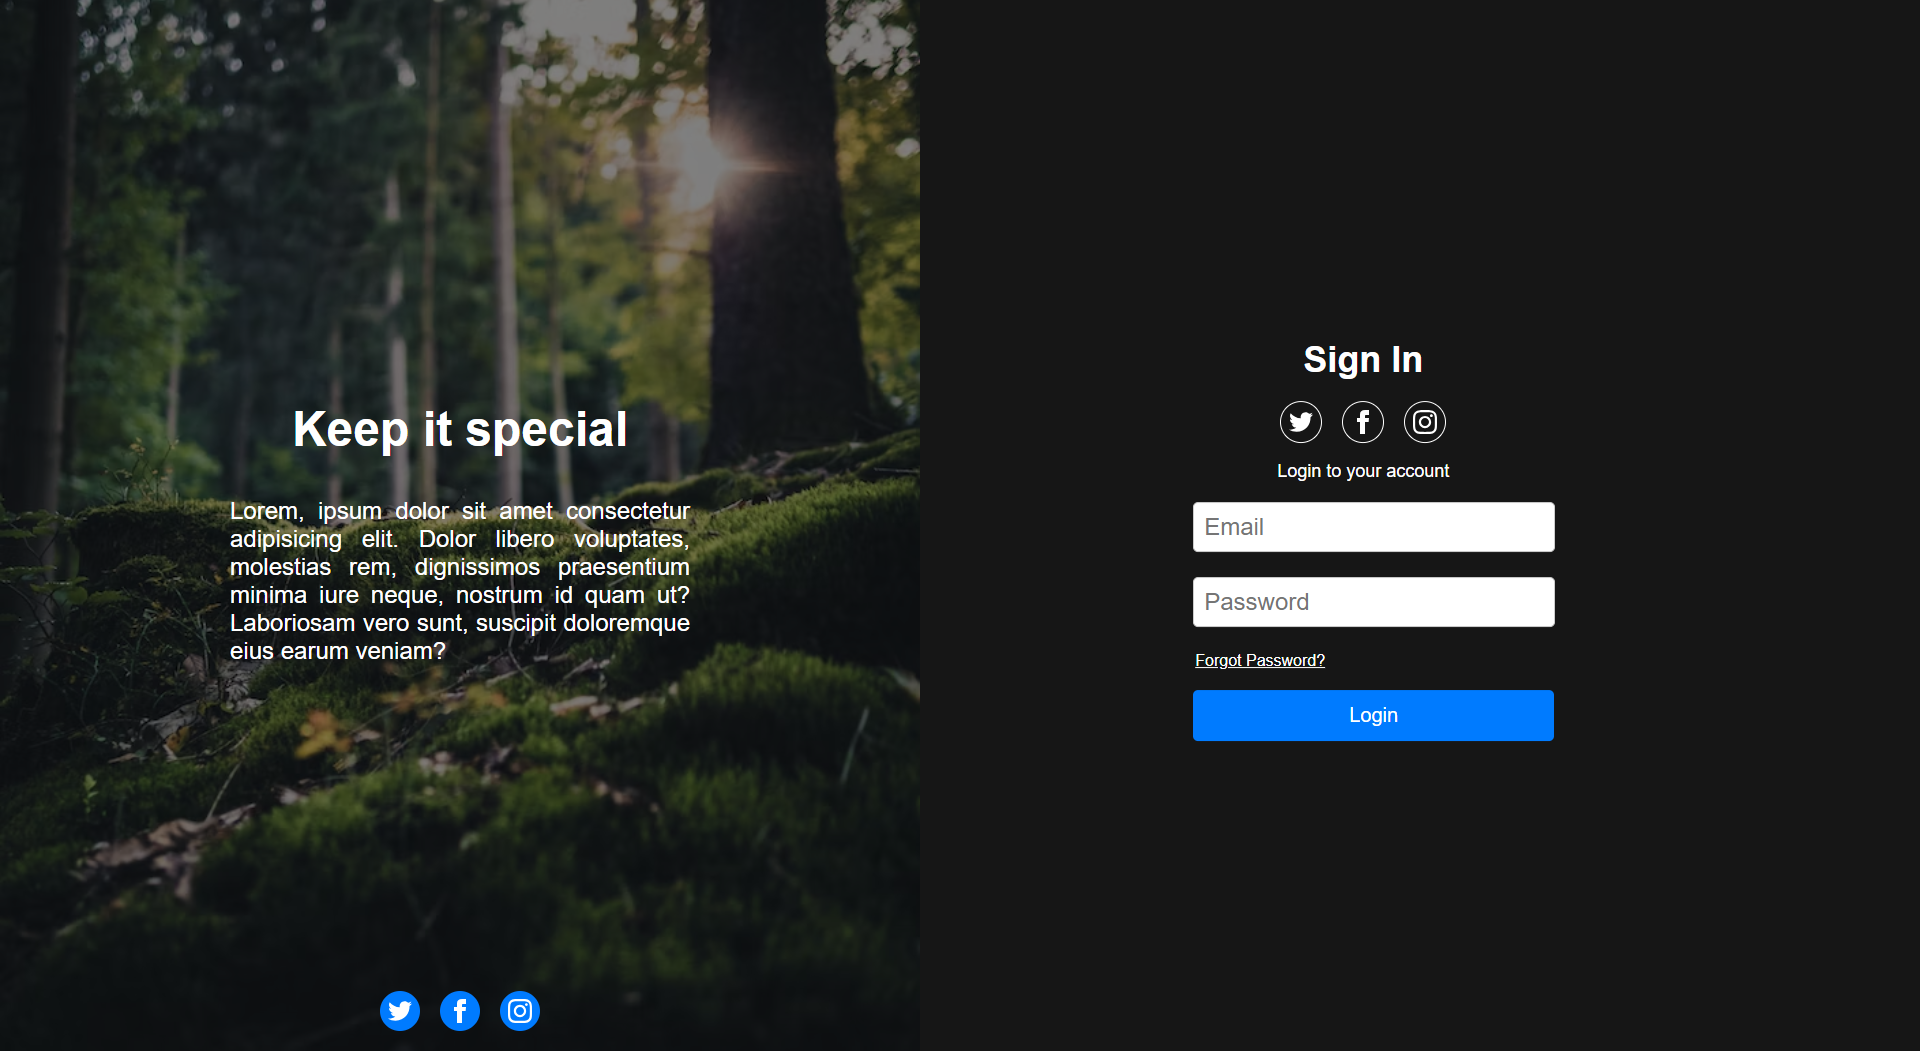 Keep it special
Lorem, ipsum dolor sit amet consectetur
adipisicing elit. Dolor libero voluptates,
molestias rem, dignissimos praesentium
minima iure neque, nostrum id quam ut?
Laboriosam vero sunt, suscipit doloremque
eius earum veniam?
Sign In
Login to your account
Email
Password
Forgot Password?
Login